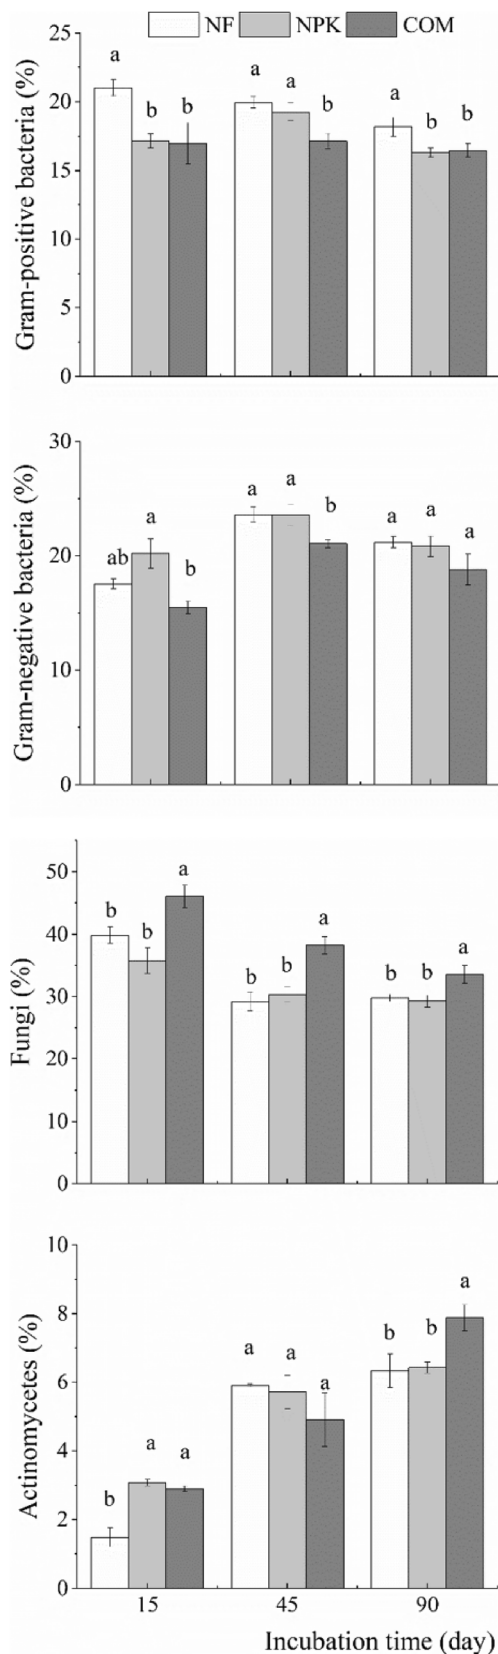 NF NPK COM
Gram-positive bacteria (%)
25
20
15
10
5
0
a
b
b
a
a
b
a
b
b
Gram-negative bacteria (%)
30
20
10
0
ab
a
b
a
a
b
a
a
a
Fungi (%)
50
40
30
20
10
0
b
b
a
b
b
a
b
b
a
Actinomycetes (%)
10
8
6
4
2
0
b
a
a
a
a
a
b
b
a
15 45 90
Incubation time (day)